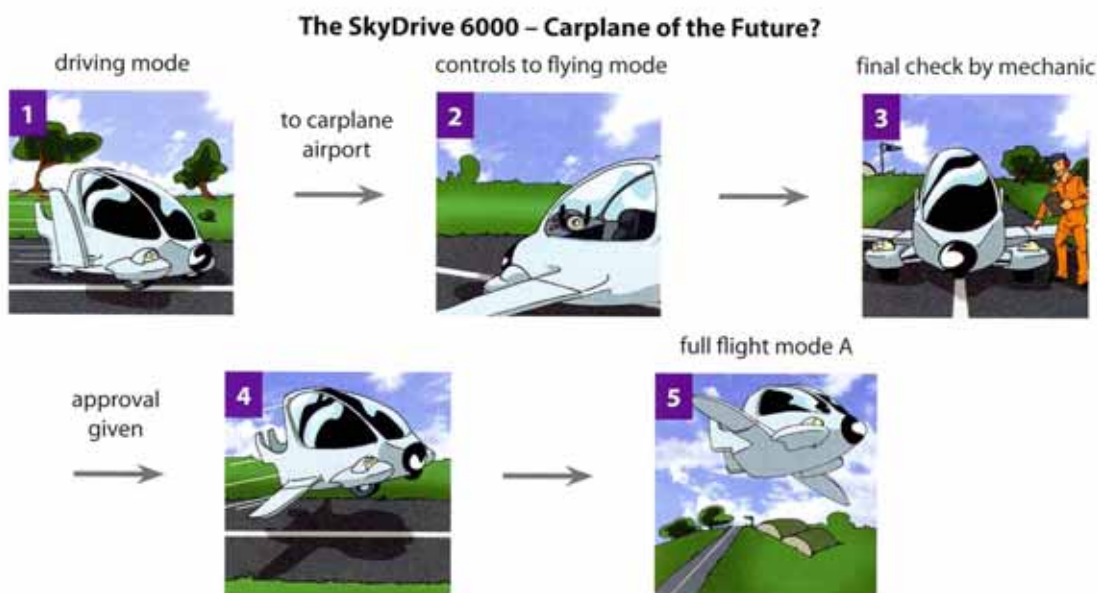 The SkyDrive 6000 – Carplane of the Future?
driving mode
controls to flying mode
final check by mechanic
1
to carplane
airport
2
3
approval
given
4
full flight mode A
5